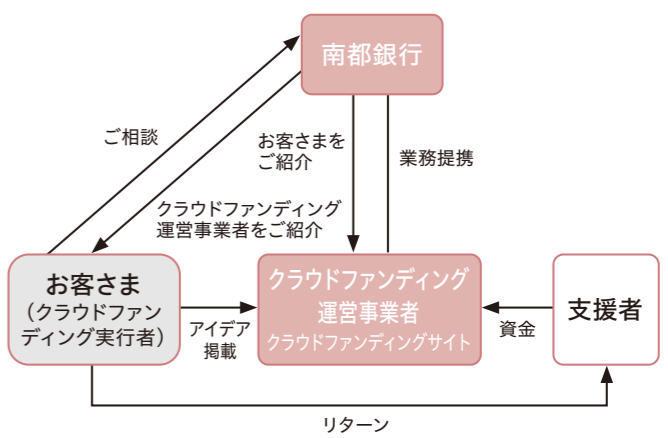 南都銀行
ご相談
お客さまを
ご紹介
業務提携
クラウドファンディング
運営事業者をご紹介
お客さま
（クラウドファン
ディング実行者）
アイデア
掲載
クラウドファンディング
運営事業者
クラウドファンディングサイト
資金
支援者
リターン